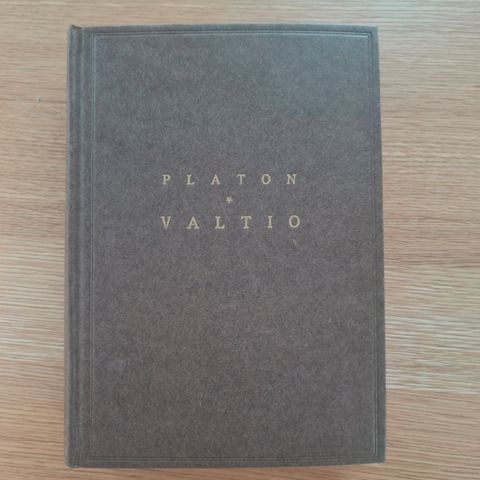 PLATON
*
VALTIO